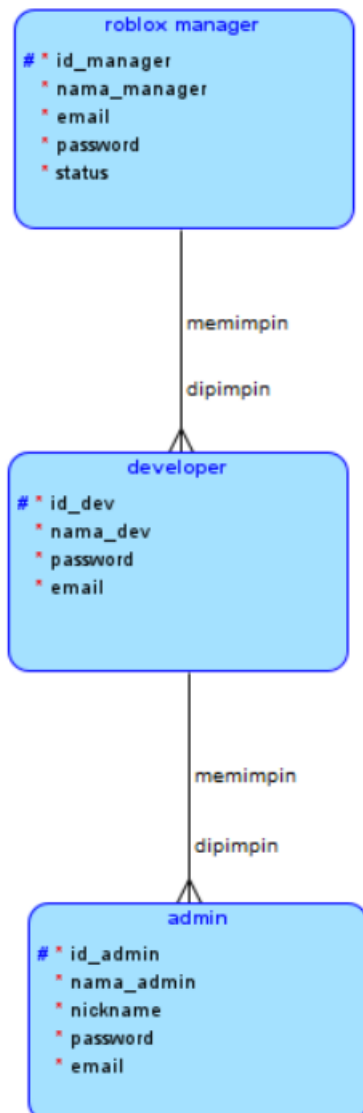 roblox manager
# * id_manager
* nama_manager
* email
* password
* status
memimpin
dipimpin
developer
# * id_dev
* nama_dev
* password
* email
memimpin
dipimpin
admin
# * id_admin
* nama_admin
* nickname
* password
* email